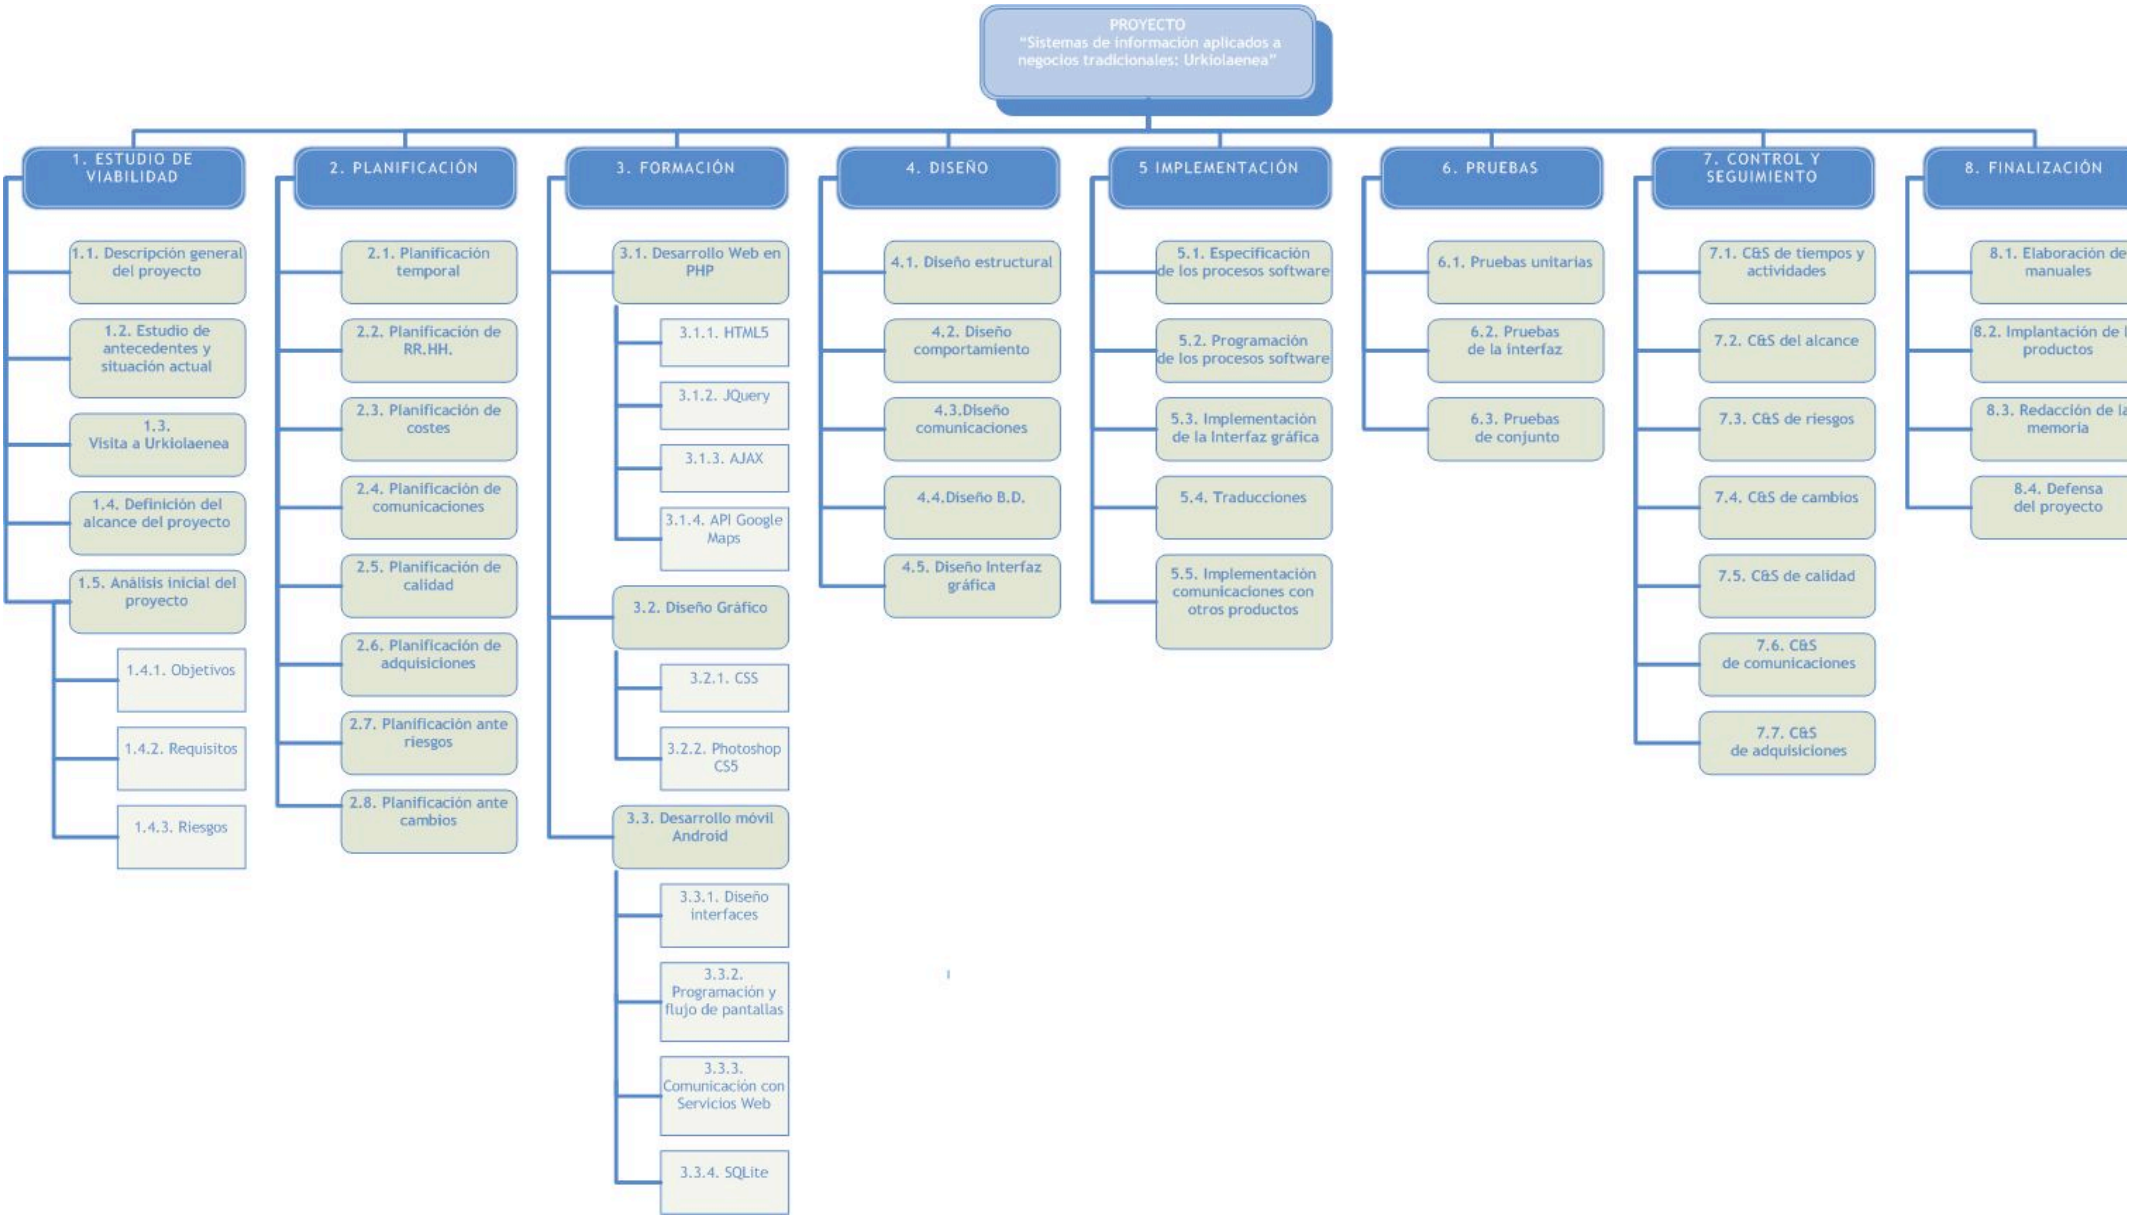 PROYECTO
“Sistemas de información aplicados a
negocios tradicionales: Urkiolaenea”
1. ESTUDIO DE
VIABILIDAD
1.1. Descripción general
del proyecto
1.2. Estudio de
antecedentes y
situación actual
1.3.
Visita a Urkiolaenea
1.4. Definición del
alcance del proyecto
1.5. Análisis inicial del
proyecto
1.4.1. Objetivos
1.4.2. Requisitos
1.4.3. Riesgos
2. PLANIFICACIÓN
2.1. Planificación
temporal
2.2. Planificación de
RR.HH.
2.3. Planificación de
costes
2.4. Planificación de
comunicaciones
2.5. Planificación de
calidad
2.6. Planificación de
adquisiciones
2.7. Planificación ante
riesgos
2.8. Planificación ante
cambios
3. FORMACIÓN
3.1. Desarrollo Web en
PHP
3.1.1. HTML5
3.1.2. JQuery
3.1.3. AJAX
3.1.4. API Google
Maps
3.2. Diseño Gráfico
3.2.1. CSS
3.2.2. Photoshop
CS5
3.3. Desarrollo móvil
Android
3.3.1. Diseño
interfaces
3.3.2.
Programación y
flujo de pantallas
3.3.3.
Comunicación con
Servicios Web
3.3.4. SQLite
4. DISEÑO
4.1. Diseño estructural
4.2. Diseño
comportamiento
4.3.Diseño
comunicaciones
4.4.Diseño B.D.
4.5. Diseño Interfaz
gráfica
5 IMPLEMENTACIÓN
5.1. Especificación
de los procesos software
5.2. Programación
de los procesos software
5.3. Implementación
de la Interfaz gráfica
5.4. Traducciones
5.5. Implementación
comunicaciones con
otros productos
6. PRUEBAS
6.1. Pruebas unitarias
6.2. Pruebas
de la interfaz
6.3. Pruebas
de conjunto
7. CONTROL Y
SEGUIMIENTO
7.1. C&S de tiempos y
actividades
7.2. C&S del alcance
7.3. C&S de riesgos
7.4. C&S de cambios
7.5. C&S de calidad
7.6. C&S
de comunicaciones
7.7. C&S
de adquisiciones
8. FINALIZACIÓN
8.1. Elaboración de
manuales
8.2. Implantación de
productos
8.3. Redacción de la
memoria
8.4. Defensa
del proyecto